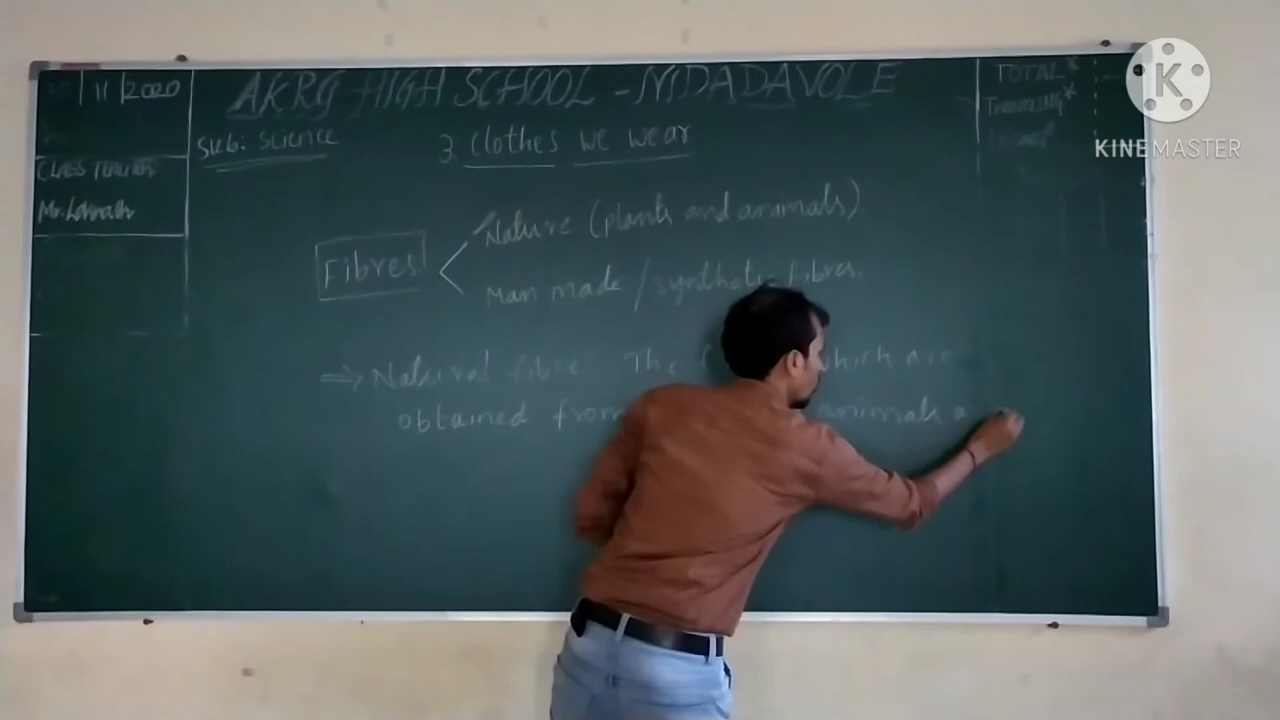 /11/2020
AKRG HIGH SCHOOL - NIDADAVOLE
TOTAL
KINEMASTER
Sub: Science
3. Clothes we wear
CLASS TEACHER
Mr.
Fibres
Nature (plants and animals)
Man made / synthetic fibres.
⇒ Natural fibre The which are
obtained from animals a